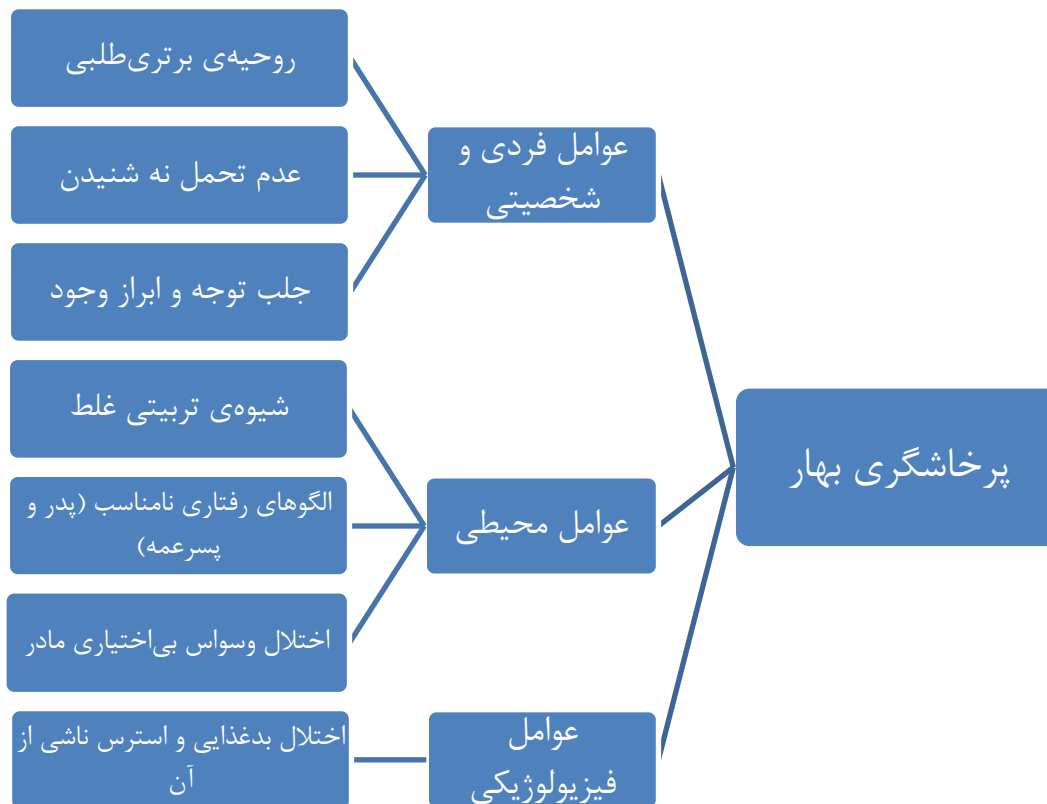 پرخاشگری بهار
عوامل فردی و
شخصیتی
روحیه‌ی برتری‌طلبی
عدم تحمل نه شنیدن
جلب توجه و ابراز وجود
عوامل محیطی
شیوه‌ی تربیتی غلط
الگوهای رفتاری نامناسب (پدر و
پسرعمه)
اختلال وسواس بی‌اختیاری مادر
عوامل
فیزیولوژیکی
اختلال بدغذایی و استرس ناشی از
آن